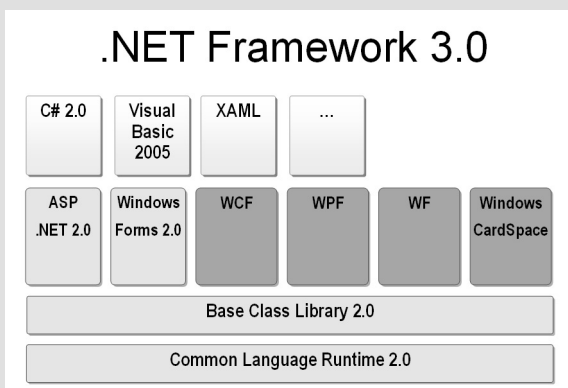 .NET Framework 3.0
C# 2.0
Visual
Basic
2005
XAML
...
ASP
.NET 2.0
Windows
Forms 2.0
WCF
WPF
WF
Windows
CardSpace
Base Class Library 2.0
Common Language Runtime 2.0